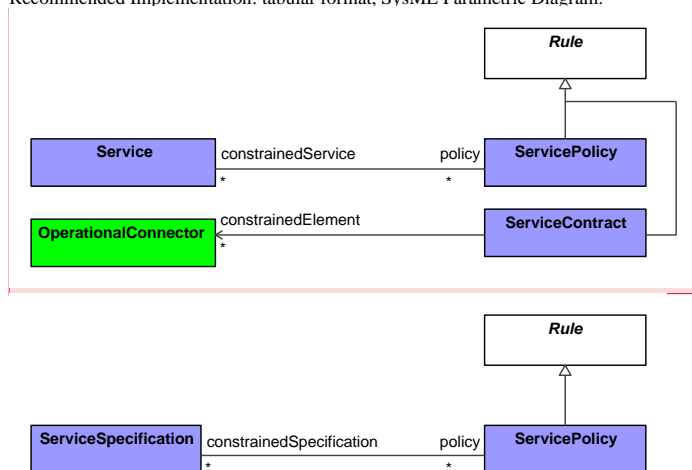 Recommended Implementation: tabular format, SysML Parametric Diagram.
Rule
Service
constrainedService
policy
ServicePolicy
*
*
OperationalConnector
constrainedElement
ServiceContract
*
Rule
ServiceSpecification
constrainedSpecification
policy
ServicePolicy
*
*